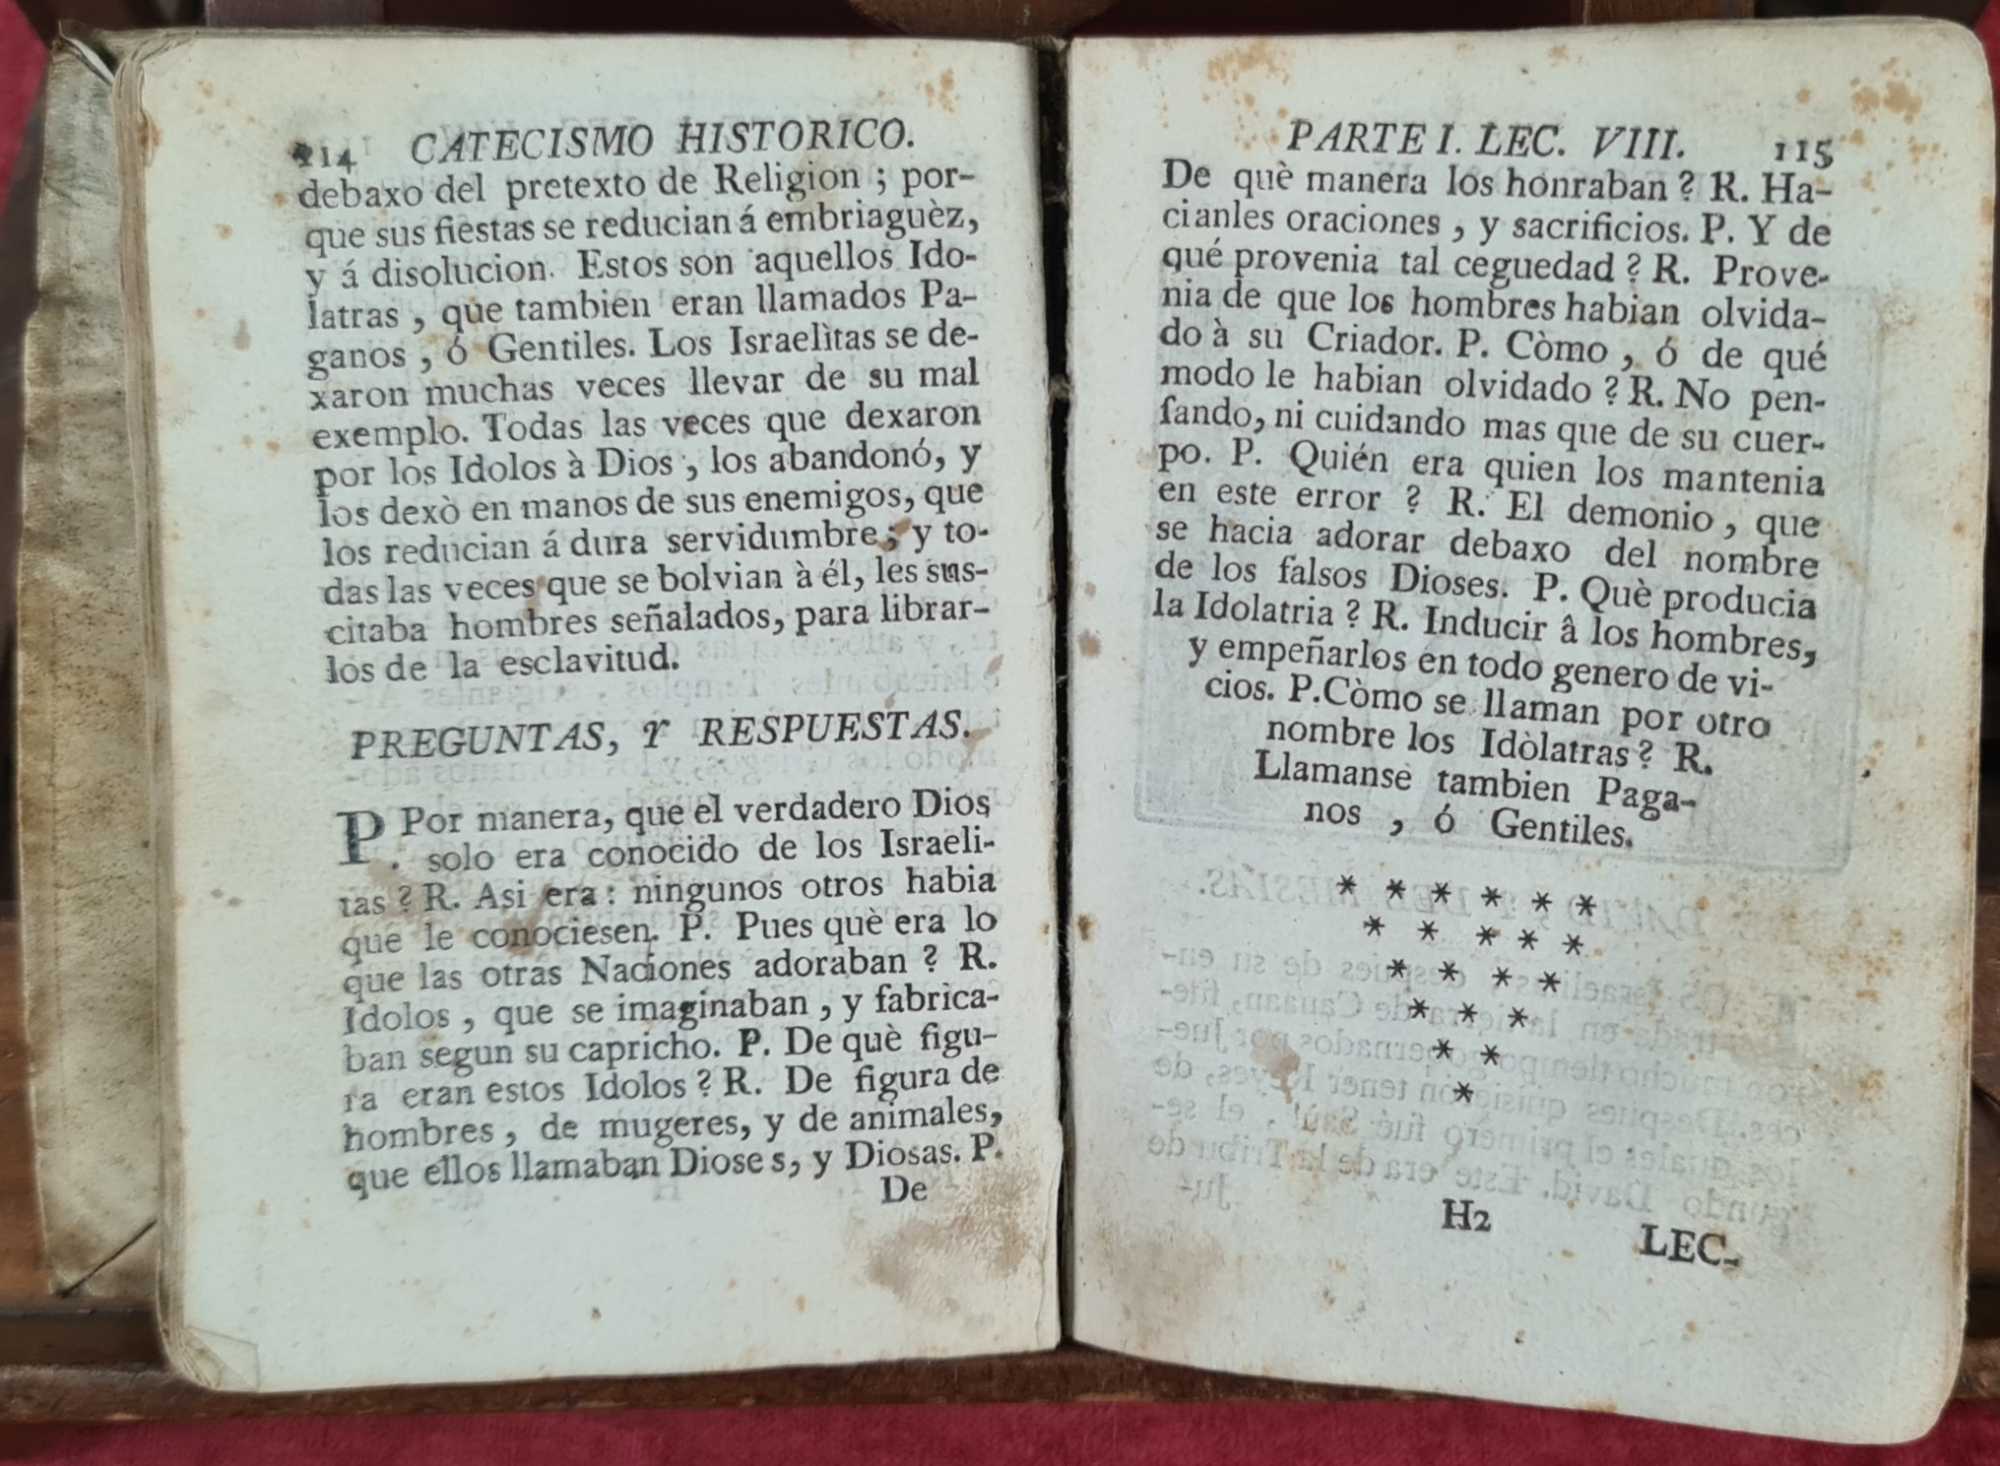 114 CATECISMO HISTORICO.
debaxo del pretexto de Religion ; por-
que sus fiestas se reducian á embriaguèz,
y á disolucion. Estos son aquellos Ido-
latras , que tambien eran llamados Pa-
ganos , ó Gentiles. Los Israelìtas se de-
xaron muchas veces llevar de su mal
exemplo. Todas las veces que dexaron
por los Idolos à Dios , los abandonó, y
los dexò en manos de sus enemigos, que
los reducian á dura servidumbre ; y to-
das las veces que se bolvian à él, les sus-
citaba hombres señalados, para librar-
los de la esclavitud.
PREGUNTAS, Y RESPUESTAS.
P. Por manera, que el verdadero Dios
solo era conocido de los Israeli-
tas ? R. Asi era : ningunos otros habia
que le conociesen. P. Pues què era lo
que las otras Naciones adoraban ? R.
Idolos , que se imaginaban , y fabrica-
ban segun su capricho. P. De què figu-
ra eran estos Idolos ? R. De figura de
hombres , de mugeres, y de animales,
que ellos llamaban Dioses, y Diosas. P.
De
PARTE I. LEC. VIII. 115
De què manera los honraban ? R. Ha-
cianles oraciones , y sacrificios. P. Y de
qué provenia tal ceguedad ? R. Prove-
nia de que los hombres habian olvida-
do à su Criador. P. Còmo , ó de qué
modo le habian olvidado ? R. No pen-
sando, ni cuidando mas que de su cuer-
po. P. Quién era quien los mantenia
en este error ? R. El demonio , que
se hacia adorar debaxo del nombre
de los falsos Dioses. P. Què producia
la Idolatria ? R. Inducir â los hombres,
y empeñarlos en todo genero de vi-
cios. P.Còmo se llaman por otro
nombre los Idòlatras ? R.
Llamanse tambien Paga-
nos , ó Gentiles.
* * * * * *
* * * * *
* * * *
* * *
* *
*
H2
LEC-